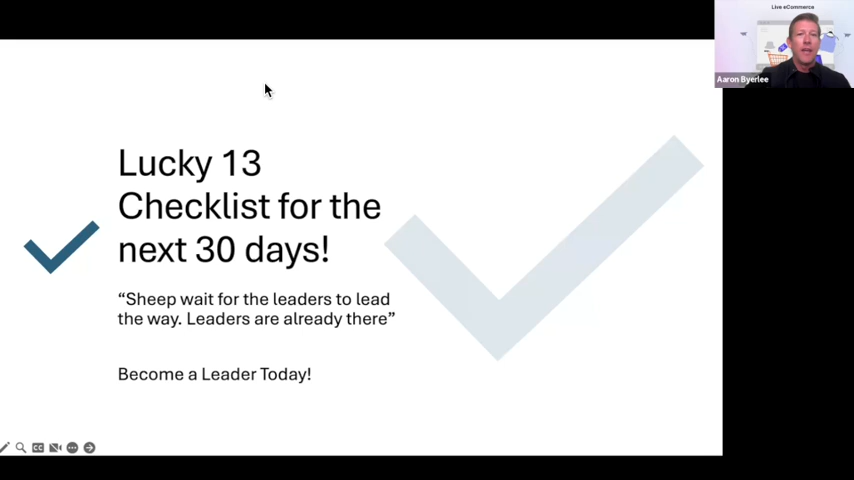 Live eCommerce
Aaron Byerlee
Lucky 13
Checklist for the
next 30 days!
“Sheep wait for the leaders to lead
the way. Leaders are already there”
Become a Leader Today!
CC